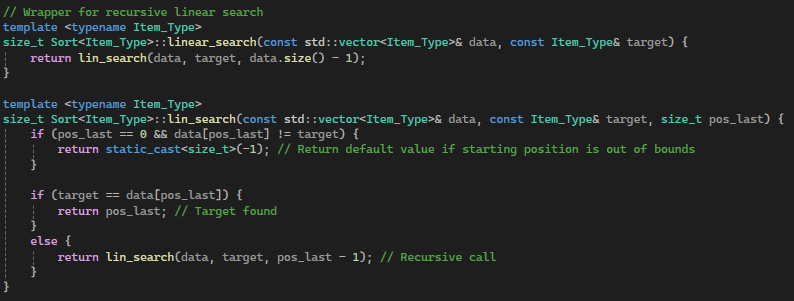 // Wrapper for recursive linear search
template <typename Item_Type>
size_t Sort<Item_Type>::linear_search(const std::vector<Item_Type>& data, const Item_Type& target) {
    return lin_search(data, target, data.size() - 1);
}

template <typename Item_Type>
size_t Sort<Item_Type>::lin_search(const std::vector<Item_Type>& data, const Item_Type& target, size_t pos_last) {
    if (pos_last == 0 && data[pos_last] != target) {
        return static_cast<size_t>(-1); // Return default value if starting position is out of bounds
    }

    if (target == data[pos_last]) {
        return pos_last; // Target found
    }
    else {
        return lin_search(data, target, pos_last - 1); // Recursive call
    }
}